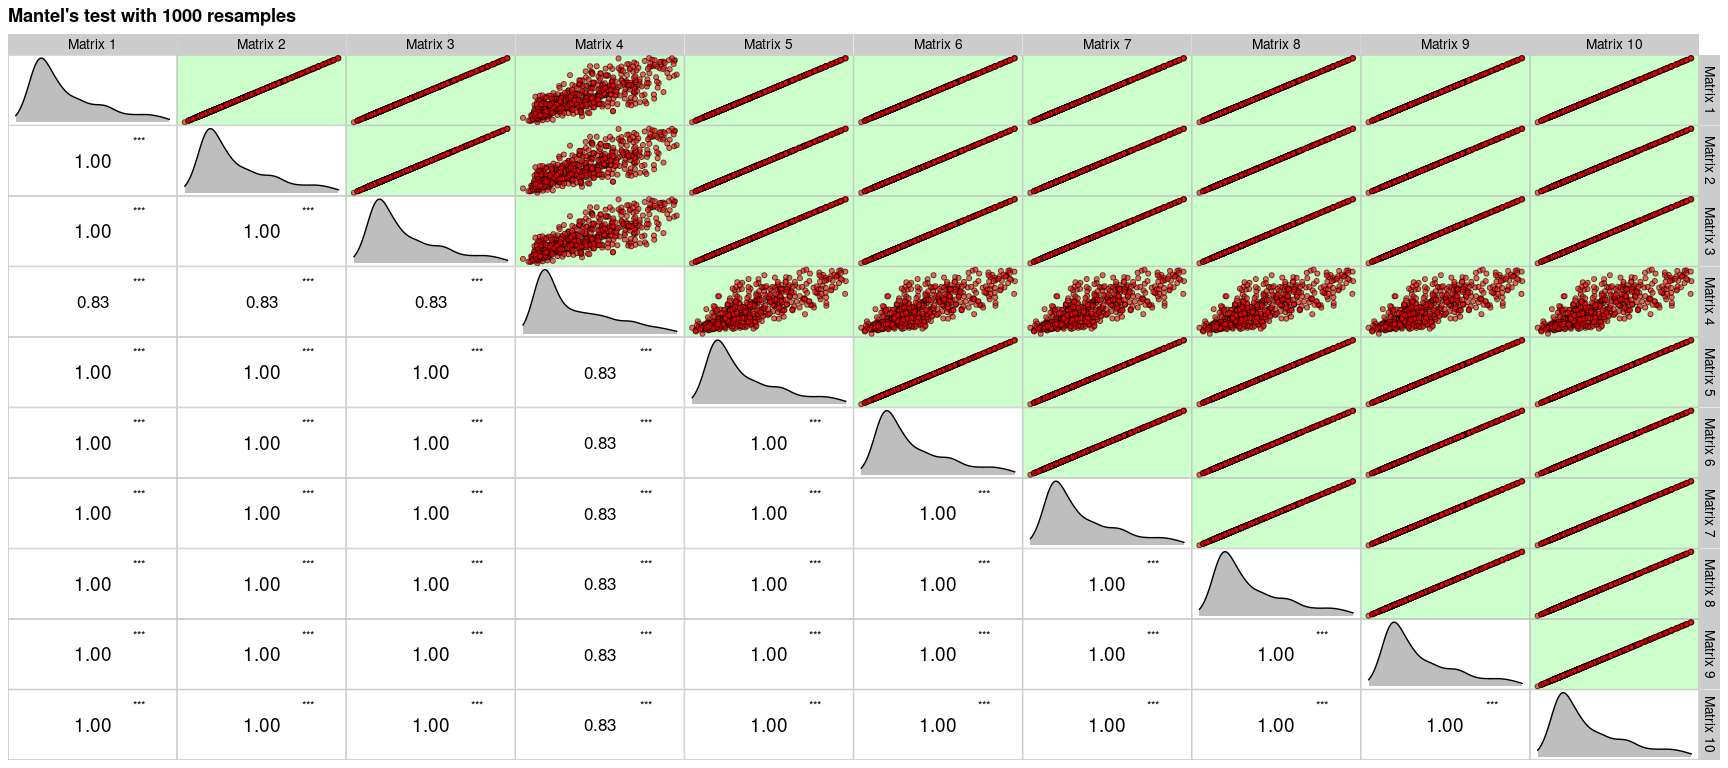 Mantel's test with 1000 resamples
Matrix 1 Matrix 2 Matrix 3 Matrix 4 Matrix 5 Matrix 6 Matrix 7 Matrix 8 Matrix 9 Matrix 10
Matrix 1
1.00 *** Matrix 2
1.00 *** 1.00 *** Matrix 3
0.83 *** 0.83 *** 0.83 *** Matrix 4
1.00 *** 1.00 *** 1.00 *** 0.83 *** Matrix 5
1.00 *** 1.00 *** 1.00 *** 0.83 *** 1.00 *** Matrix 6
1.00 *** 1.00 *** 1.00 *** 0.83 *** 1.00 *** 1.00 *** Matrix 7
1.00 *** 1.00 *** 1.00 *** 0.83 *** 1.00 *** 1.00 *** 1.00 *** Matrix 8
1.00 *** 1.00 *** 1.00 *** 0.83 *** 1.00 *** 1.00 *** 1.00 *** 1.00 *** Matrix 9
1.00 *** 1.00 *** 1.00 *** 0.83 *** 1.00 *** 1.00 *** 1.00 *** 1.00 *** 1.00 *** Matrix 10